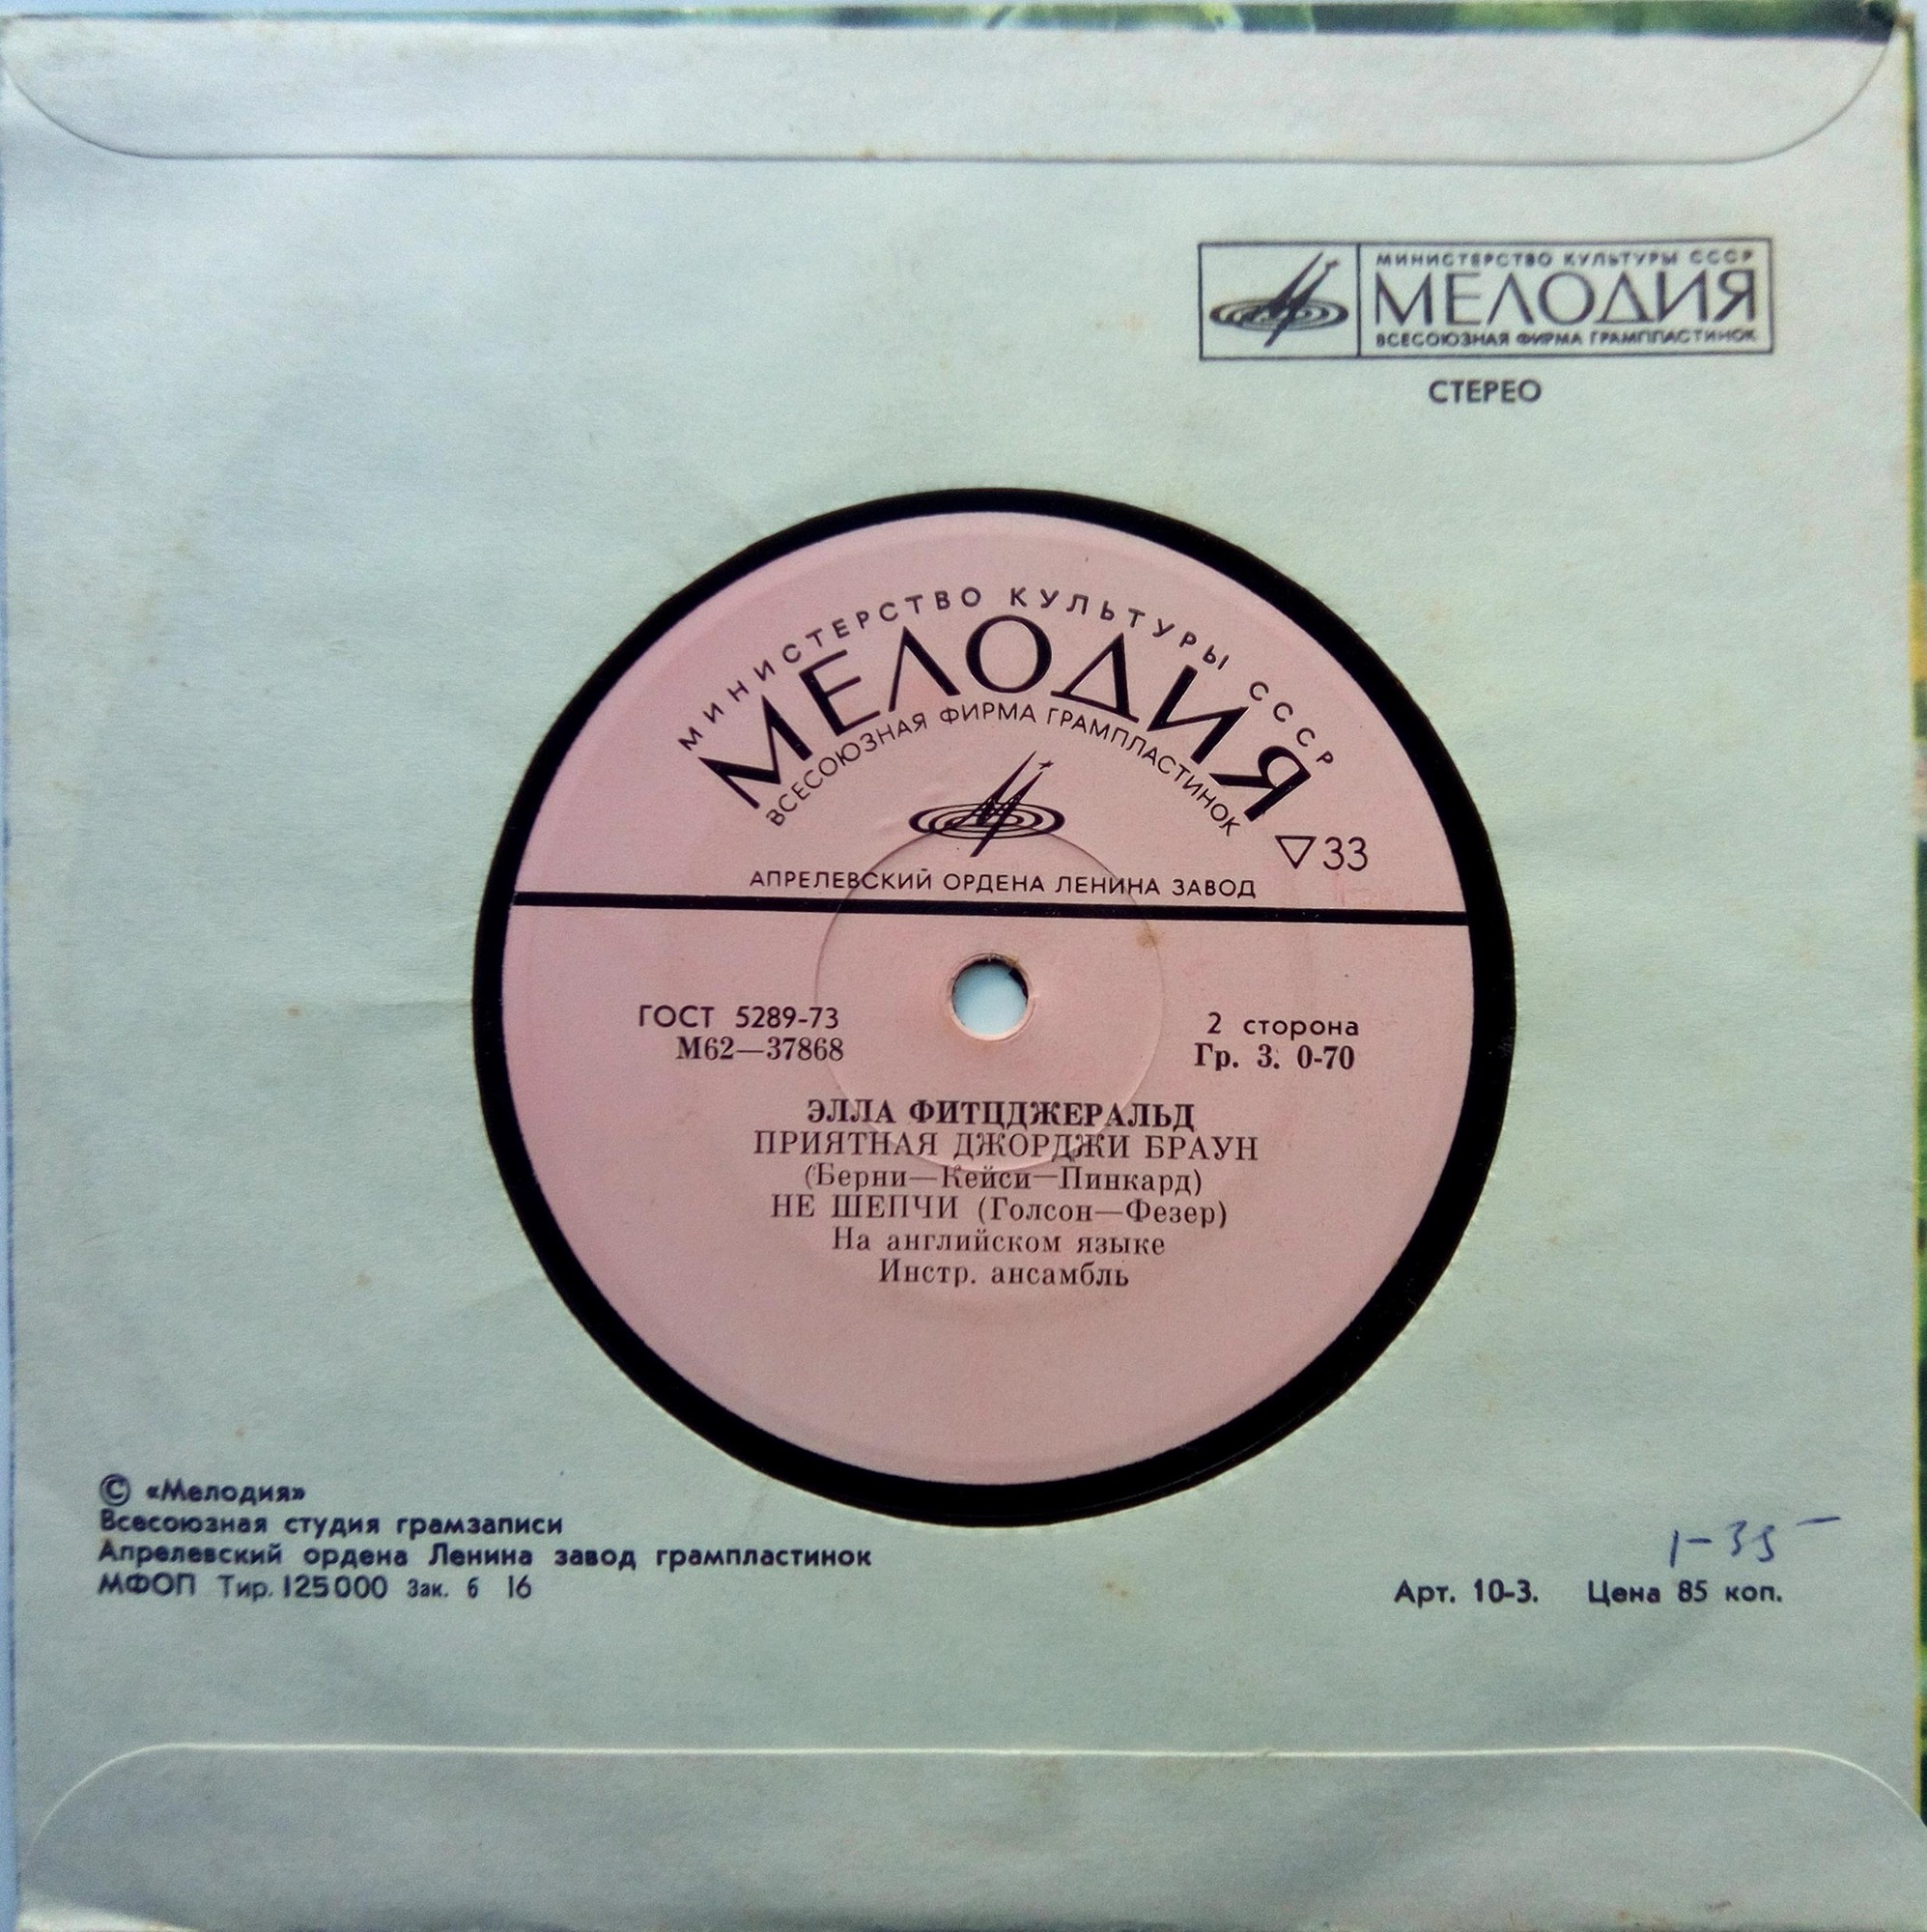 МИНИСТЕРСТВО КУЛЬТУРЫ СССР
МЕЛОДИЯ
ВСЕСОЮЗНАЯ ФИРМА ГРАМПЛАСТИНОК
СТЕРЕО
МИНИСТЕРСТВО КУЛЬТУРЫ СССР
МЕЛОДИЯ
ВСЕСОЮЗНАЯ ФИРМА ГРАМПЛАСТИНОК
▽33
АПРЕЛЕВСКИЙ ОРДЕНА ЛЕНИНА ЗАВОД
ГОСТ 5289-73
М62—37868
2 сторона
Гр. 3. 0-70
ЭЛЛА ФИТЦДЖЕРАЛЬД
ПРИЯТНАЯ ДЖОРДЖИ БРАУН
(Берни—Кейси—Пинкард)
НЕ ШЕПЧИ (Голсон—Фезер)
На английском языке
Инстр. ансамбль
© «Мелодия»
Всесоюзная студия грамзаписи
Апрелевский ордена Ленина завод грампластинок
МФОП Тир. 125000 Зак. б 16
1-35-
Арт. 10-3. Цена 85 коп.